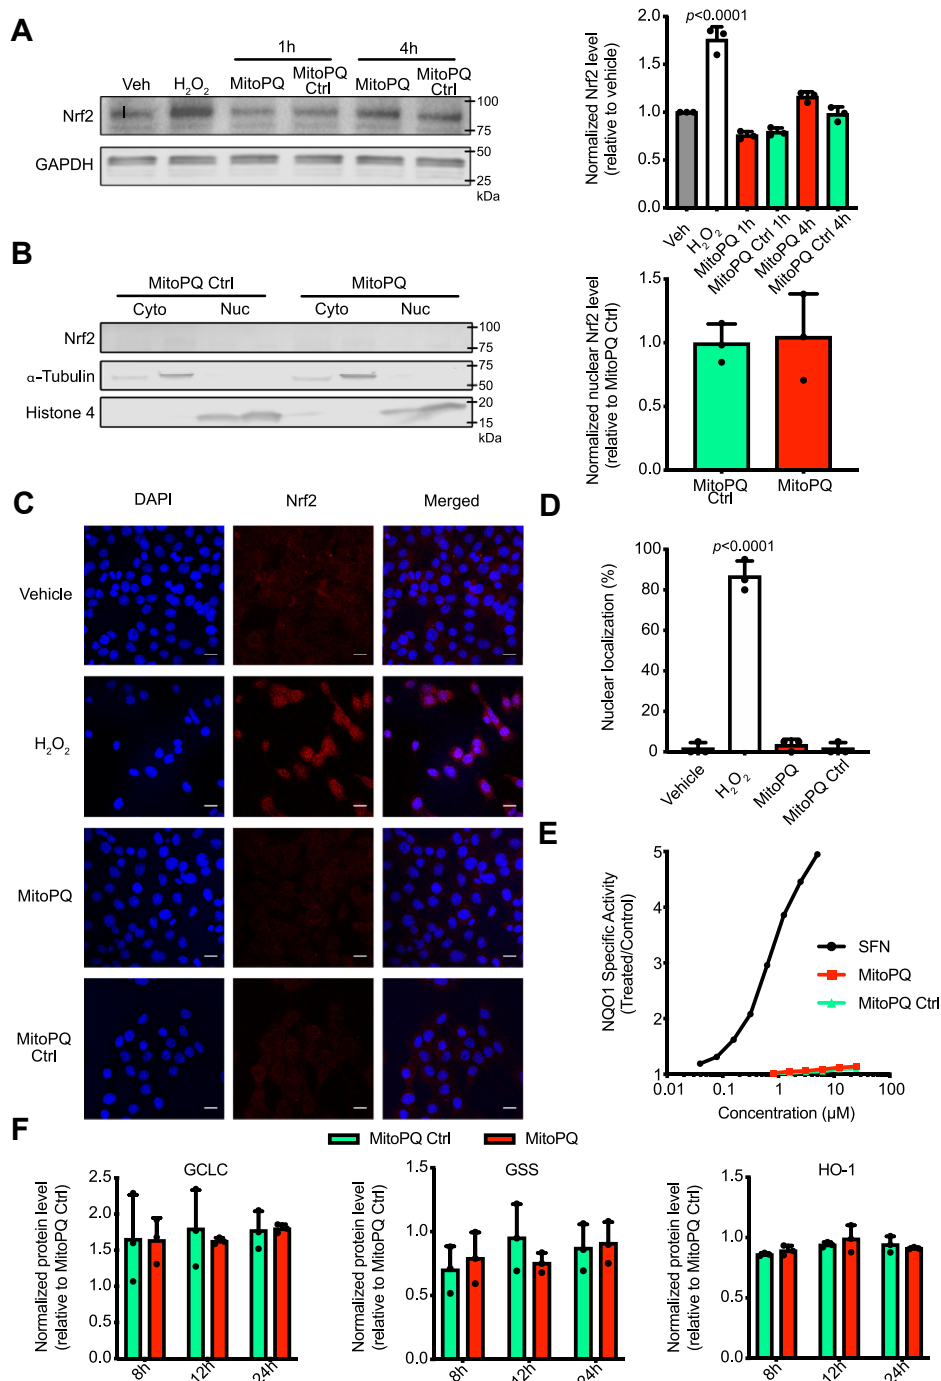 A
1h
4h
Veh
H2O2
MitoPQ
MitoPQ
Ctrl
MitoPQ
MitoPQ
Ctrl
Nrf2
100
75
GAPDH
50
25
kDa
Normalized Nrf2 level
(relative to vehicle)
2.0
1.5
1.0
0.5
0.0
p<0.0001
Veh
H2O2
MitoPQ 1h
MitoPQ Ctrl 1h
MitoPQ 4h
MitoPQ Ctrl 4h
B
MitoPQ Ctrl
MitoPQ
Cyto
Nuc
Cyto
Nuc
Nrf2
100
75
α-Tubulin
75
50
Histone 4
20
15
kDa
Normalized nuclear Nrf2 level
(relative to MitoPQ Ctrl)
1.5
1.0
0.5
0.0
MitoPQ
Ctrl
MitoPQ
C
DAPI
Nrf2
Merged
Vehicle
H2O2
MitoPQ
MitoPQ
Ctrl
D
Nuclear localization (%)
100
80
60
40
20
0
p<0.0001
Vehicle
H2O2
MitoPQ
MitoPQ Ctrl
E
NQO1 Specific Activity
(Treated/Control)
5
4
3
2
1
0.01
0.1
1
10
100
Concentration (µM)
SFN
MitoPQ
MitoPQ Ctrl
F
MitoPQ Ctrl
MitoPQ
GCLC
Normalized protein level
(relative to MitoPQ Ctrl)
2.5
2.0
1.5
1.0
0.5
0.0
8h
12h
24h
GSS
Normalized protein level
(relative to MitoPQ Ctrl)
1.5
1.0
0.5
0.0
8h
12h
24h
HO-1
Normalized protein level
(relative to MitoPQ Ctrl)
1.5
1.0
0.5
0.0
8h
12h
24h